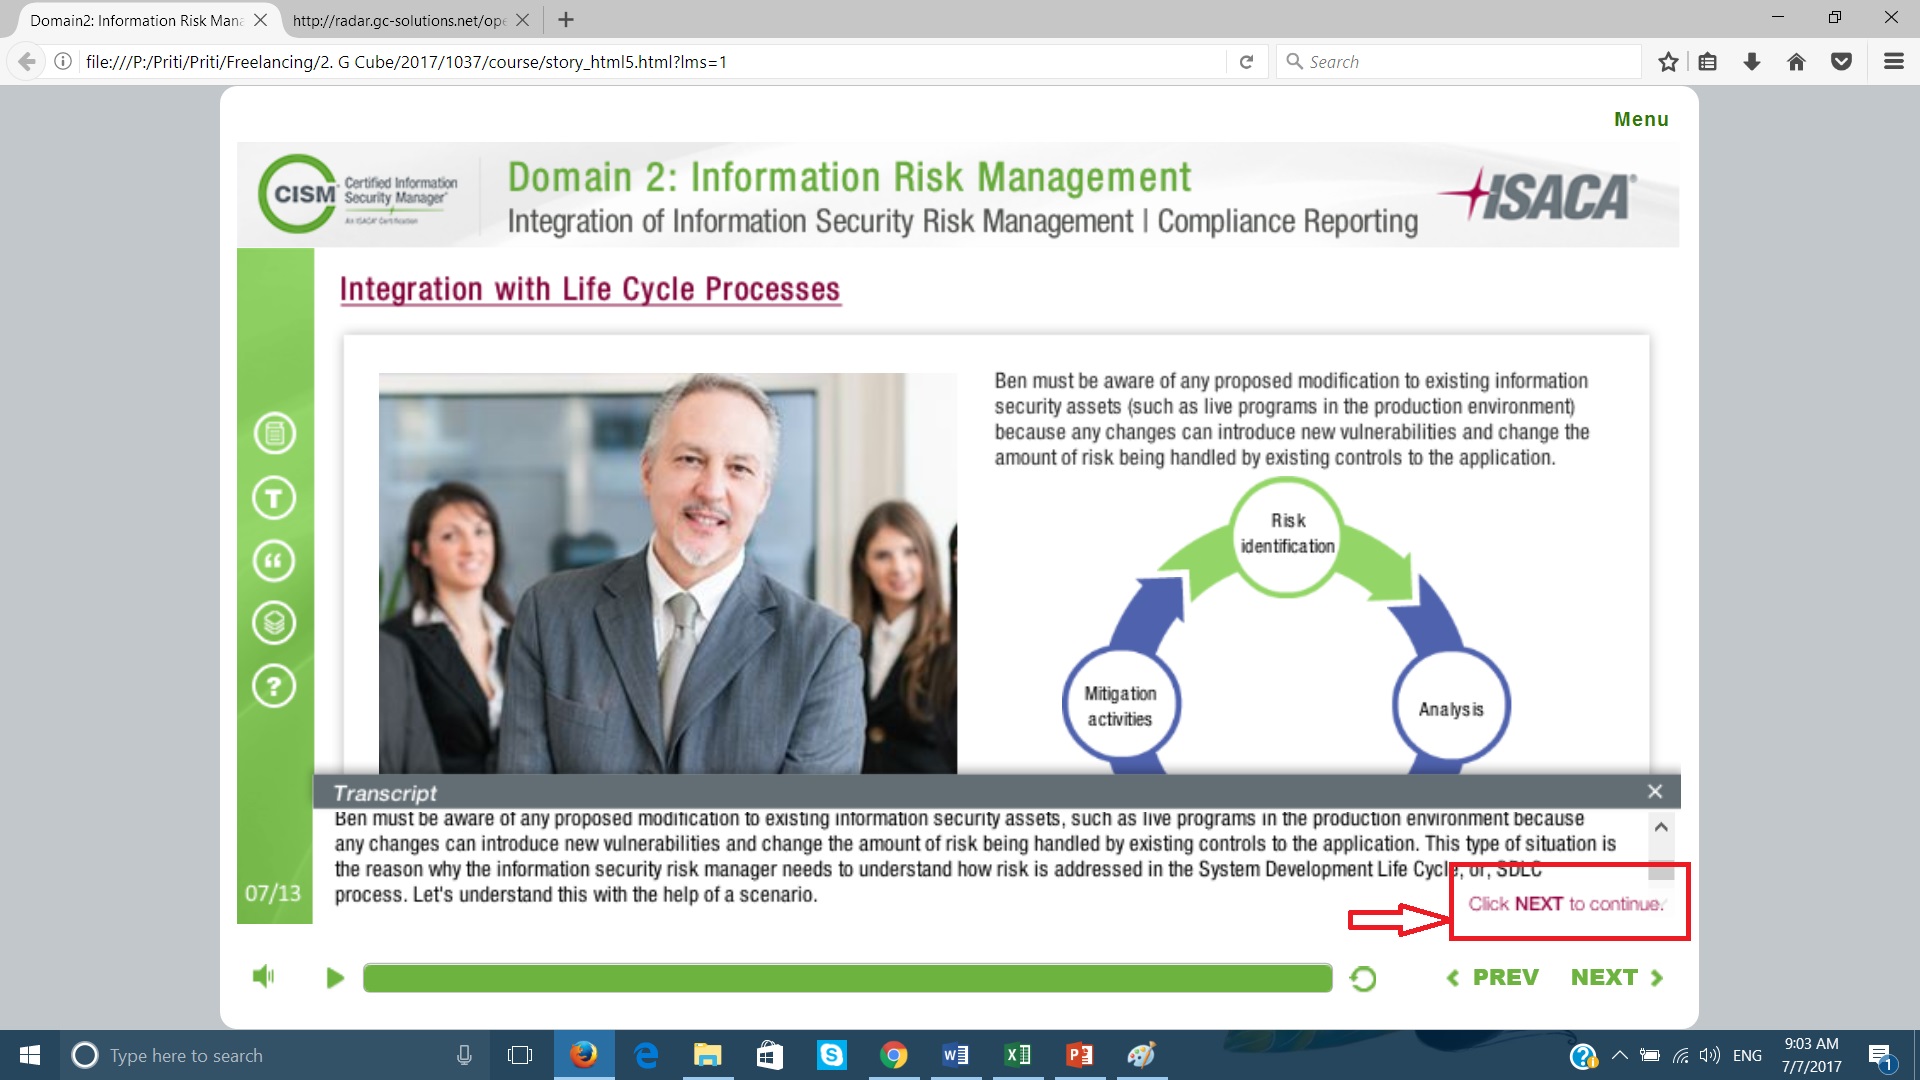 Domain2: Information Risk Mana
http://radar.gc-solutions.net/ope
file:///P:/Priti/Priti/Freelancing/2. G Cube/2017/1037/course/story_html5.html?lms=1
Search
Menu
CISM
Certified Information
Security Manager
An ISACA Certification
Domain 2: Information Risk Management
Integration of Information Security Risk Management | Compliance Reporting
ISACA®
Integration with Life Cycle Processes
Ben must be aware of any proposed modification to existing information
security assets (such as live programs in the production environment)
because any changes can introduce new vulnerabilities and change the
amount of risk being handled by existing controls to the application.
Risk
identification
Mitigation
activities
Analysis
T
?
07/13
Transcript
Ben must be aware of any proposed modification to existing information security assets, such as live programs in the production environment because
any changes can introduce new vulnerabilities and change the amount of risk being handled by existing controls to the application. This type of situation is
the reason why the information security risk manager needs to understand how risk is addressed in the System Development Life Cycle, or, SDLC
process. Let's understand this with the help of a scenario.
Click NEXT to continue.
PREV
NEXT
Type here to search
ENG
9:03 AM
7/7/2017
1